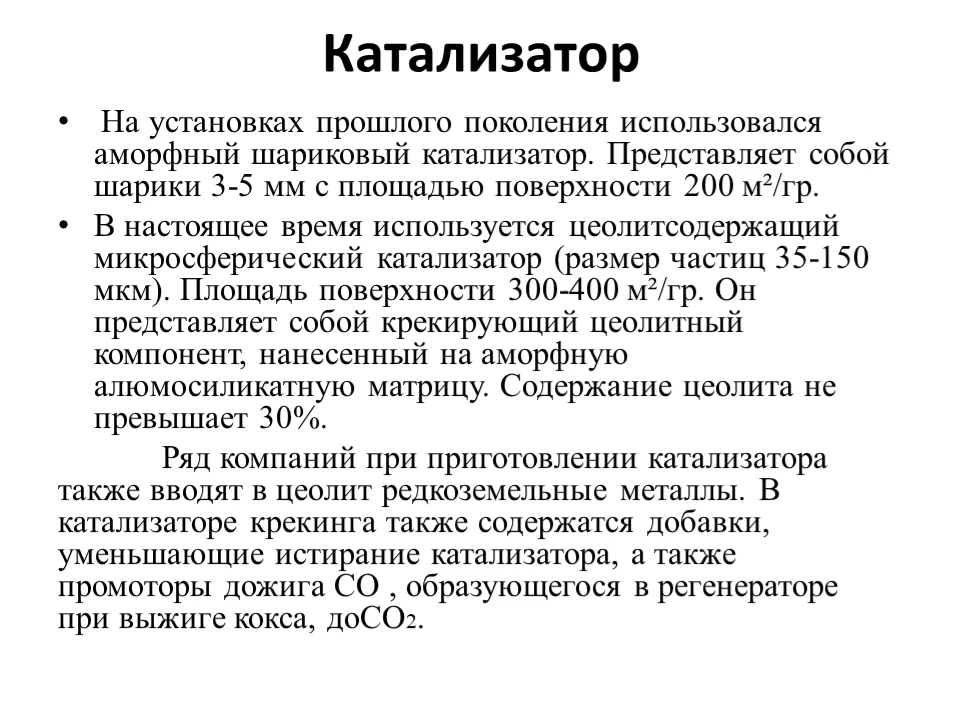 Катализатор
• На установках прошлого поколения использовался
аморфный шариковый катализатор. Представляет собой
шарики 3-5 мм с площадью поверхности 200 м²/гр.
• В настоящее время используется цеолитсодержащий
микросферический катализатор (размер частиц 35-150
мкм). Площадь поверхности 300-400 м²/гр. Он
представляет собой крекирующий цеолитный
компонент, нанесенный на аморфную
алюмосиликатную матрицу. Содержание цеолита не
превышает 30%.
Ряд компаний при приготовлении катализатора
также вводят в цеолит редкоземельные металлы. В
катализаторе крекинга также содержатся добавки,
уменьшающие истирание катализатора, а также
промоторы дожига СО , образующегося в регенераторе
при выжиге кокса, доСО₂.